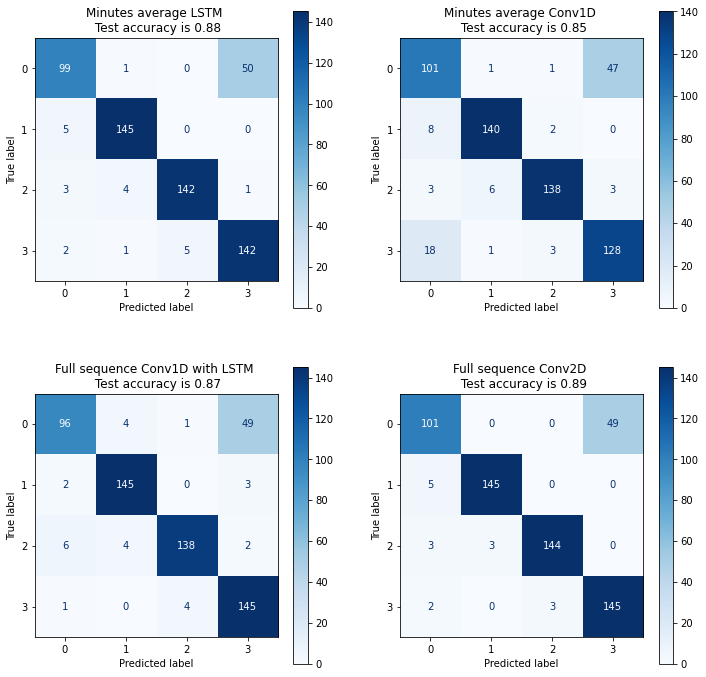 Minutes average LSTM
Test accuracy is 0.88
True label
0 99 1 0 50
1 5 145 0 0
2 3 4 142 1
3 2 1 5 142
0 1 2 3
Predicted label
140
120
100
80
60
40
20
0
Minutes average Conv1D
Test accuracy is 0.85
True label
0 101 1 1 47
1 8 140 2 0
2 3 6 138 3
3 18 1 3 128
0 1 2 3
Predicted label
140
120
100
80
60
40
20
0
Full sequence Conv1D with LSTM
Test accuracy is 0.87
True label
0 96 4 1 49
1 2 145 0 3
2 6 4 138 2
3 1 0 4 145
0 1 2 3
Predicted label
140
120
100
80
60
40
20
0
Full sequence Conv2D
Test accuracy is 0.89
True label
0 101 0 0 49
1 5 145 0 0
2 3 3 144 0
3 2 0 3 145
0 1 2 3
Predicted label
140
120
100
80
60
40
20
0